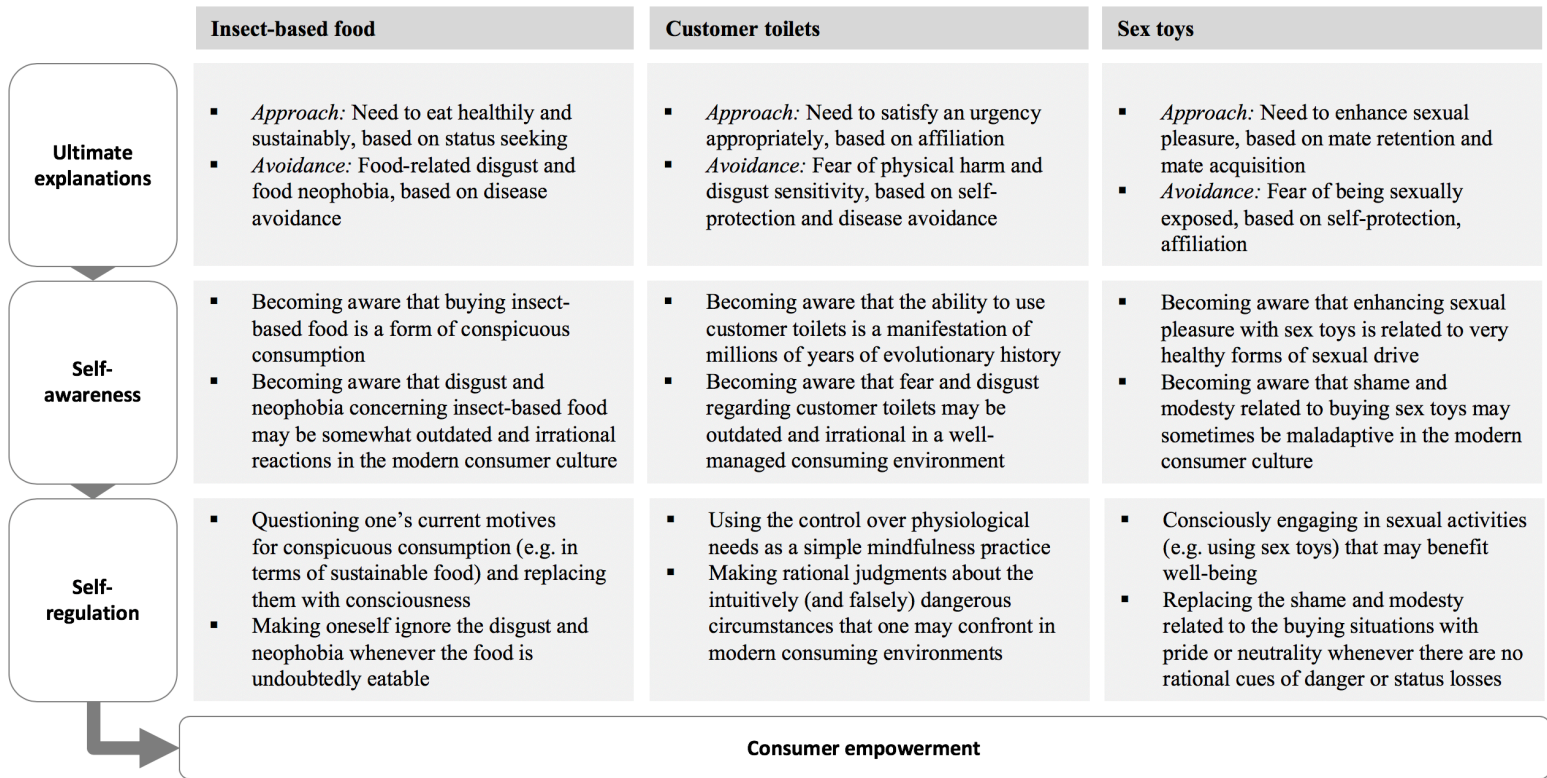 Insect-based food
Customer toilets
Sex toys
Ultimate
explanations
▪ Approach: Need to eat healthily and
sustainably, based on status seeking
▪ Avoidance: Food-related disgust and
food neophobia, based on disease
avoidance
▪ Approach: Need to satisfy an urgency
appropriately, based on affiliation
▪ Avoidance: Fear of physical harm and
disgust sensitivity, based on self-
protection and disease avoidance
▪ Approach: Need to enhance sexual
pleasure, based on mate retention and
mate acquisition
▪ Avoidance: Fear of being sexually
exposed, based on self-protection,
affiliation
Self-
awareness
▪ Becoming aware that buying insect-
based food is a form of conspicuous
consumption
▪ Becoming aware that disgust and
neophobia concerning insect-based food
may be somewhat outdated and irrational
reactions in the modern consumer culture
▪ Becoming aware that the ability to use
customer toilets is a manifestation of
millions of years of evolutionary history
▪ Becoming aware that fear and disgust
regarding customer toilets may be
outdated and irrational in a well-
managed consuming environment
▪ Becoming aware that enhancing sexual
pleasure with sex toys is related to very
healthy forms of sexual drive
▪ Becoming aware that shame and
modesty related to buying sex toys may
sometimes be maladaptive in the modern
consumer culture
Self-
regulation
▪ Questioning one's current motives
for conspicuous consumption (e.g. in
terms of sustainable food) and replacing
them with consciousness
▪ Making oneself ignore the disgust and
neophobia whenever the food is
undoubtedly eatable
▪ Using the control over physiological
needs as a simple mindfulness practice
▪ Making rational judgments about the
intuitively (and falsely) dangerous
circumstances that one may confront in
modern consuming environments
▪ Consciously engaging in sexual activities
(e.g. using sex toys) that may benefit
well-being
▪ Replacing the shame and modesty
related to the buying situations with
pride or neutrality whenever there are no
rational cues of danger or status losses
Consumer empowerment